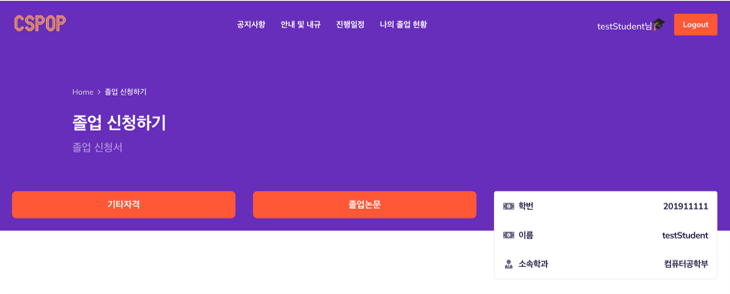 CSPOP
공지사항 안내 및 내규 진행일정 나의 졸업 현황
testStudent님🎓 Logout
Home > 졸업 신청하기
졸업 신청하기
졸업 신청서
기타자격 졸업논문
학번 201911111
이름 testStudent
소속학과 컴퓨터공학부